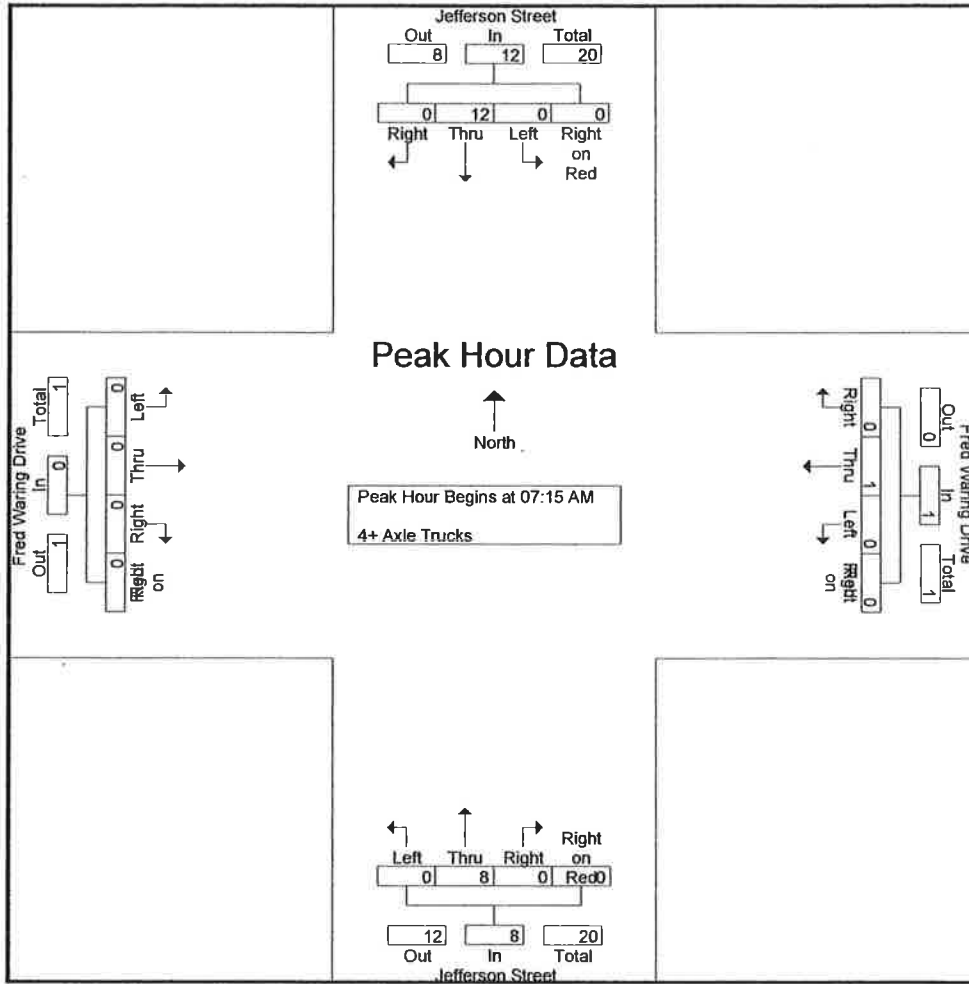 Jefferson Street
Out In Total
8 12 20
0 12 0 0
Right Thru Left Right on Red
Peak Hour Data
North
Peak Hour Begins at 07:15 AM
4+ Axle Trucks
Fred Waring Drive
Total In Out
1 0 1
0 0 0 0
Left Thru Right
on
Fred Waring Drive
Out In Total
0 1 1
0 1 0 0
Right Thru Left
on
Left Thru Right Right on
0 8 0 Red0
12 8 20
Out In Total
Jefferson Street